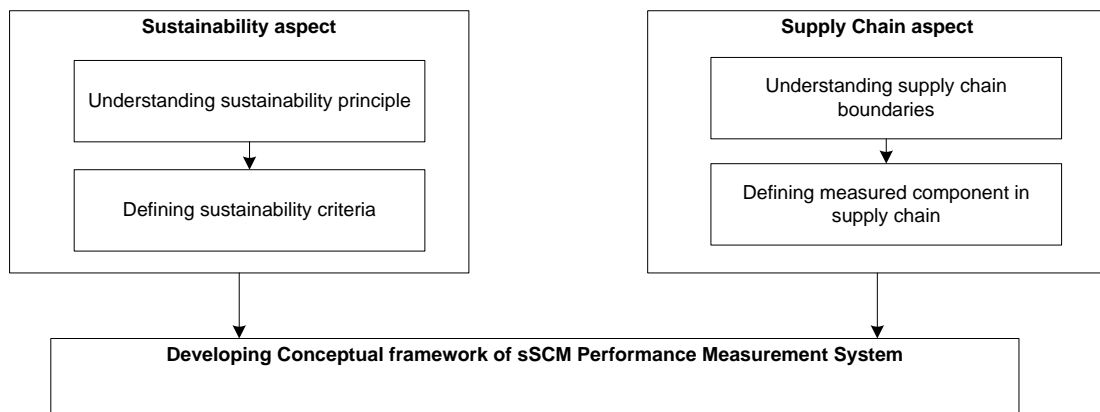 Sustainability aspect
Understanding sustainability principle
Defining sustainability criteria
Supply Chain aspect
Understanding supply chain
boundaries
Defining measured component in
supply chain
Developing Conceptual framework of sSCM Performance Measurement System